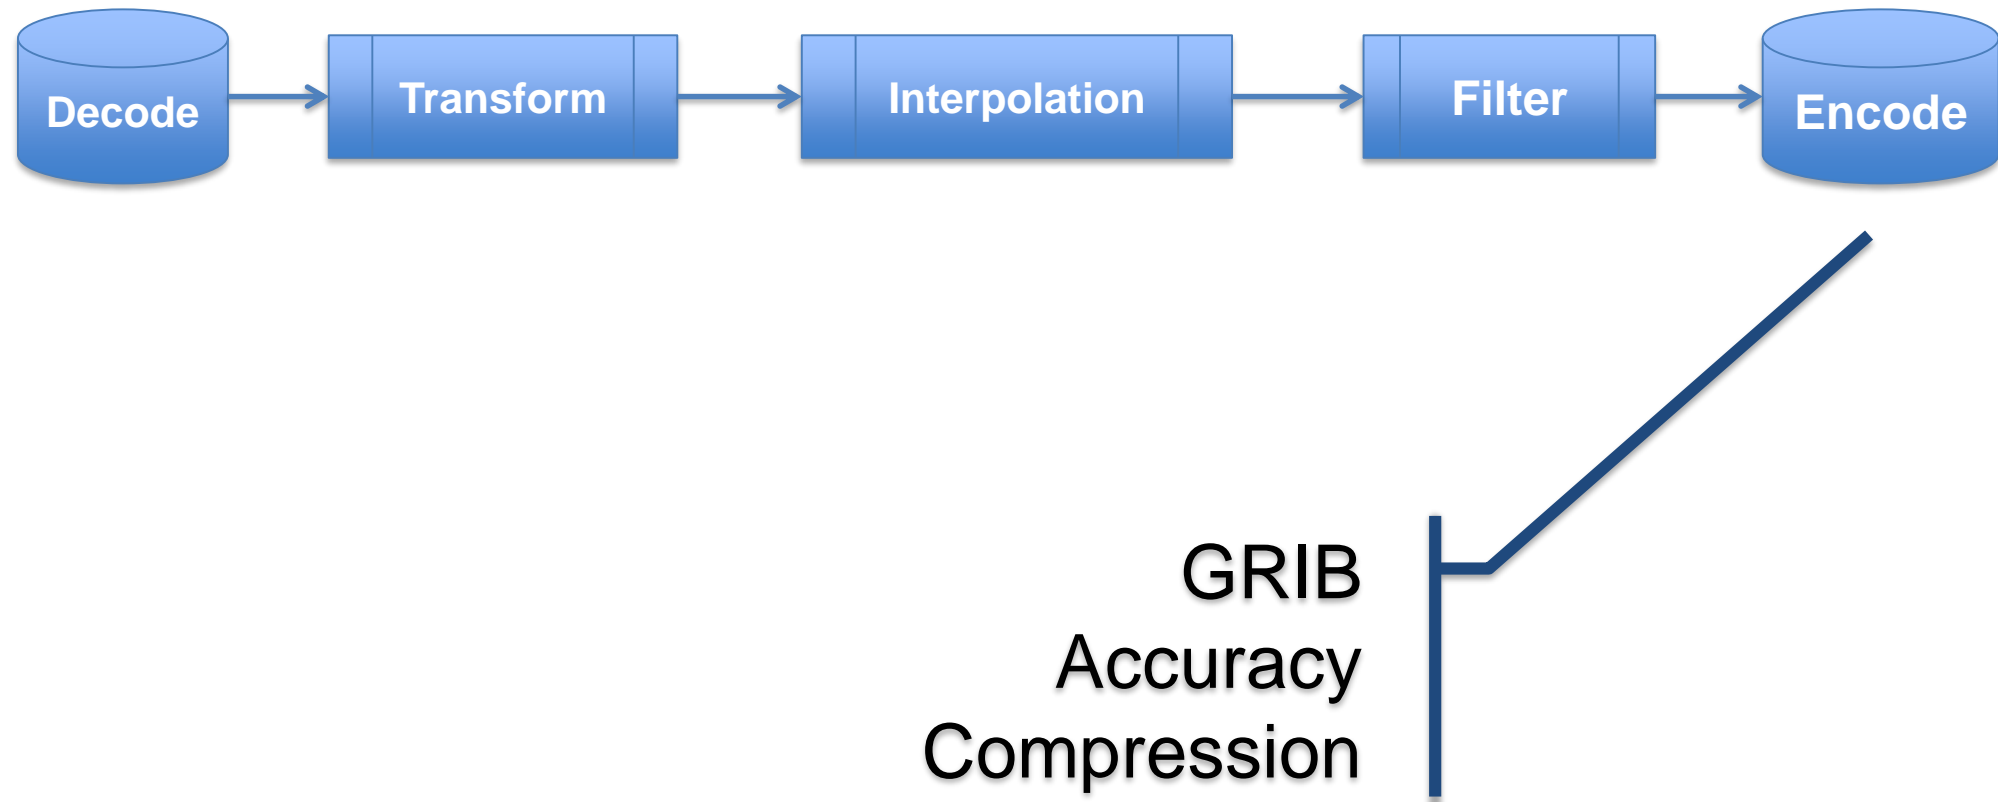 Decode
Transform
Interpolation
Filter
Encode
GRIB
Accuracy
Compression